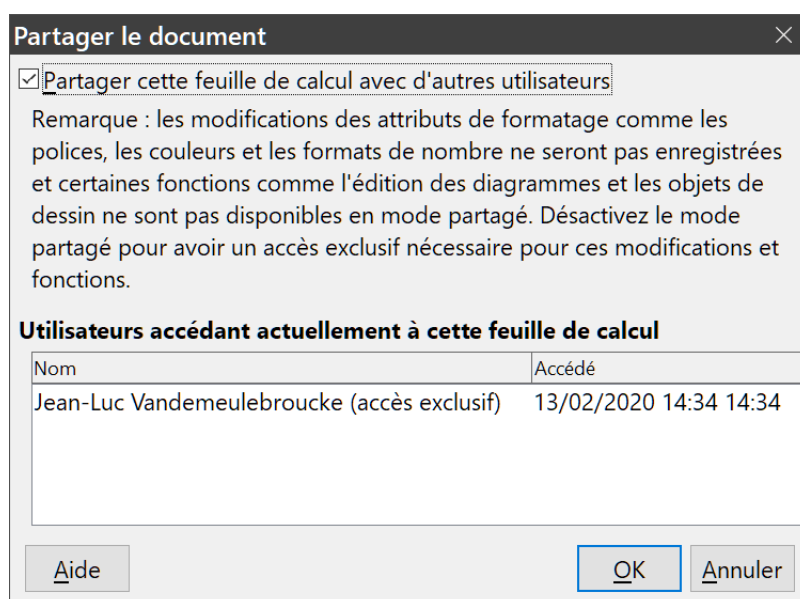 Partager le document
Partager cette feuille de calcul avec d'autres utilisateurs
Remarque : les modifications des attributs de formatage comme les
polices, les couleurs et les formats de nombre ne seront pas enregistrées
et certaines fonctions comme l'édition des diagrammes et les objets de
dessin ne sont pas disponibles en mode partagé. Désactivez le mode
partagé pour avoir un accès exclusif nécessaire pour ces modifications et
fonctions.
Utilisateurs accédant actuellement à cette feuille de calcul
Nom Accédé
Jean-Luc Vandemeulebroucke (accès exclusif) 13/02/2020 14:34 14:34
Aide OK Annuler